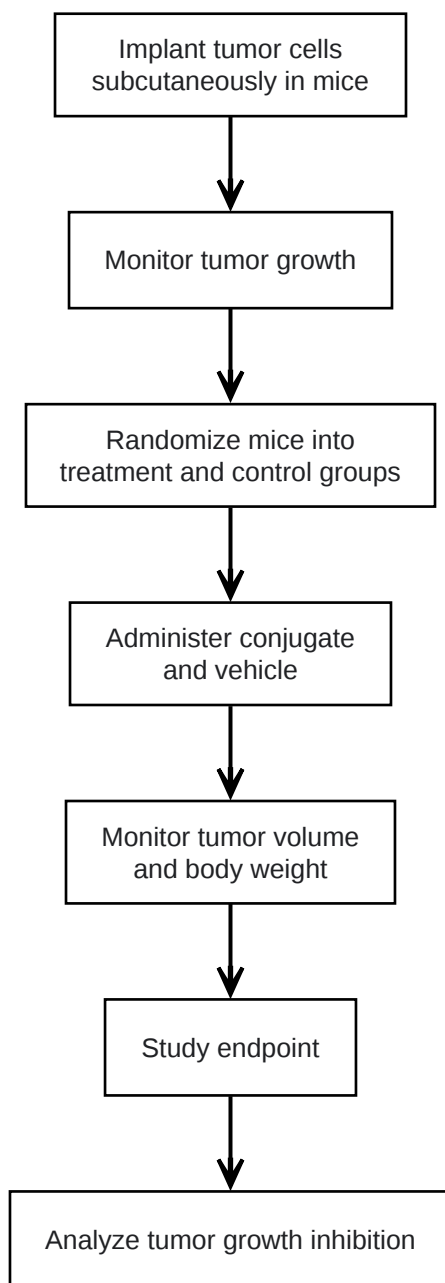 Implant tumor cells
subcutaneously in mice
Monitor tumor growth
Randomize mice into
treatment and control groups
Administer conjugate
and vehicle
Monitor tumor volume
and body weight
Study endpoint
Analyze tumor growth inhibition